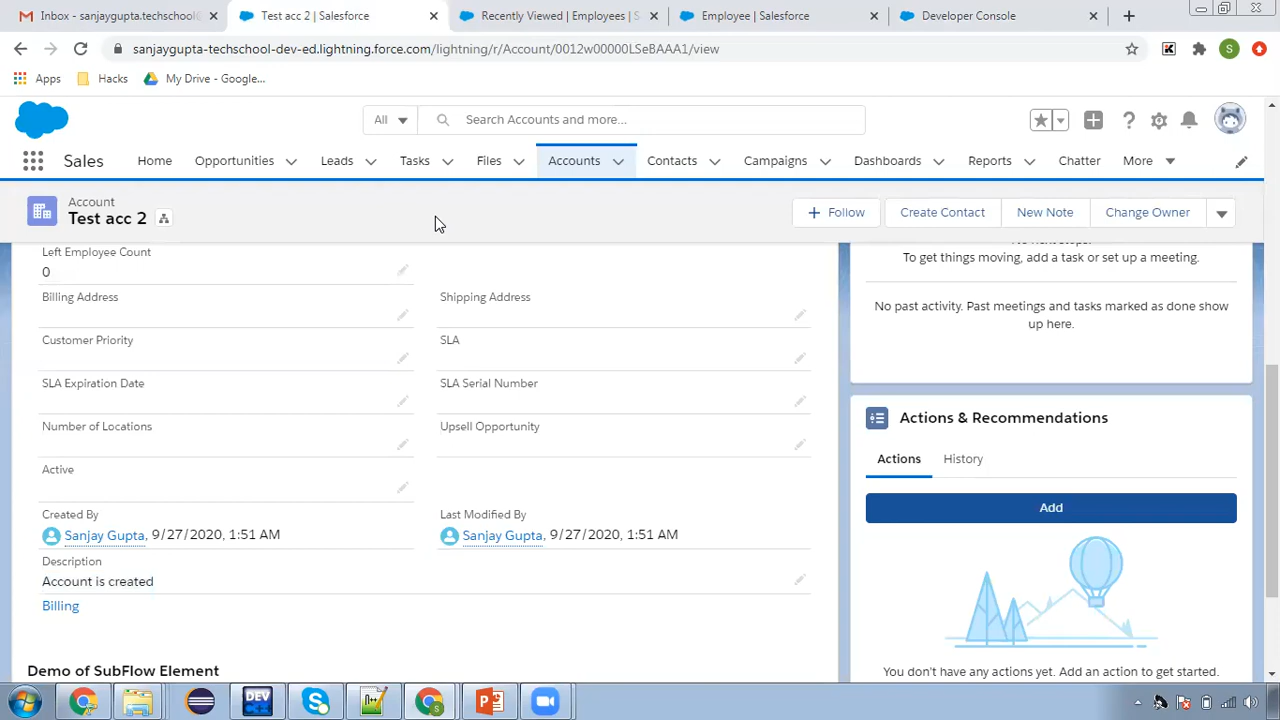 Inbox - sanjaygupta.techschool@
Test acc 2 | Salesforce
Recently Viewed | Employees | S
Employee | Salesforce
Developer Console
sanjaygupta-techschool-dev-ed.lightning.force.com/lightning/r/Account/0012w00000LSeBAAA1/view
S
Apps
Hacks
My Drive - Google...
All
Search Accounts and more...
Sales
Home
Opportunities
Leads
Tasks
Files
Accounts
Contacts
Campaigns
Dashboards
Reports
Chatter
More
Account
Test acc 2
Follow
Create Contact
New Note
Change Owner
Left Employee Count
0
Billing Address
Shipping Address
Customer Priority
SLA
SLA Expiration Date
SLA Serial Number
Number of Locations
Upsell Opportunity
Active
Created By
Sanjay Gupta, 9/27/2020, 1:51 AM
Last Modified By
Sanjay Gupta, 9/27/2020, 1:51 AM
Description
Account is created
Billing
Demo of SubFlow Element
To get things moving, add a task or set up a meeting.
No past activity. Past meetings and tasks marked as done show
up here.
Actions & Recommendations
Actions
History
Add
You don't have any actions yet. Add an action to get started.
DEV